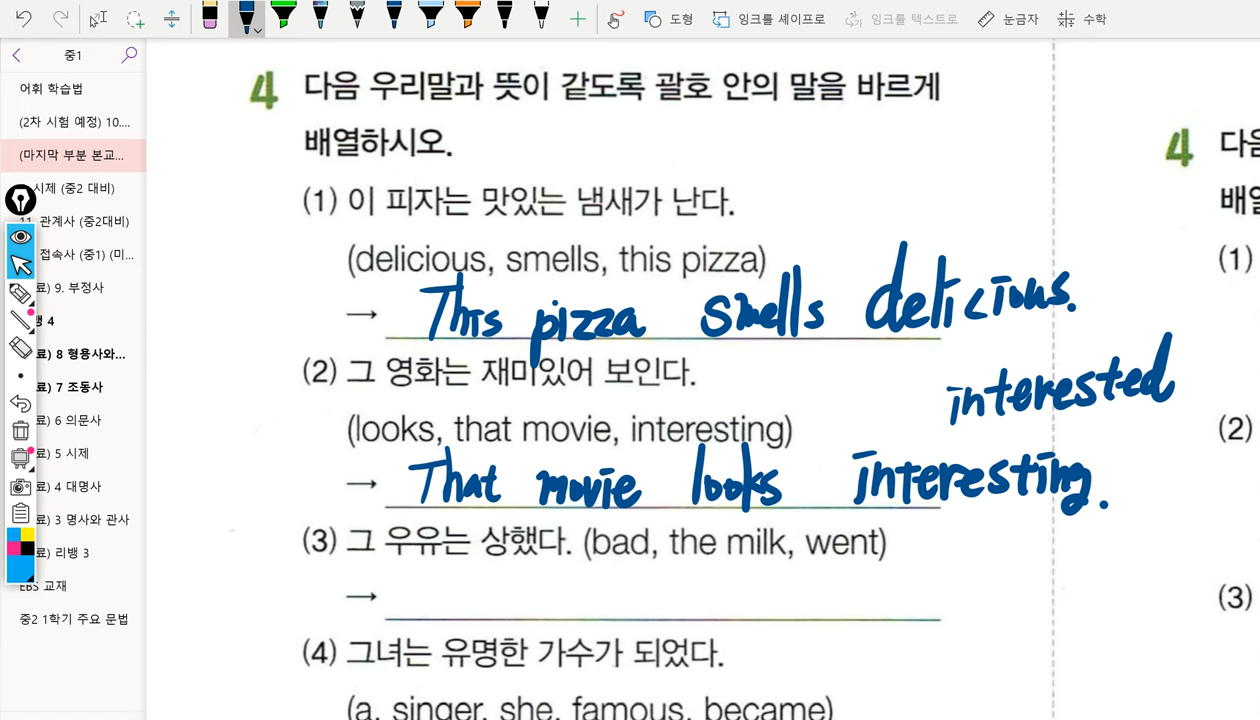 도형
잉크를 셰이프로
잉크를 텍스트로
눈금자
수학
중1
어휘 학습법
(2차 시험 예정) 10....
(마지막 부분 본교...
시제 (중2 대비)
11. 관계사 (중2대비)
접속사 (중1) (미...
료) 9. 부정사
뱅 4
료) 8 형용사와...
료) 7 조동사
료) 6 의문사
료) 5 시제
료) 4 대명사
료) 3 명사와 관사
료) 리뱅 3
EBS 교재
중2 1학기 주요 문법
4 다음 우리말과 뜻이 같도록 괄호 안의 말을 바르게
배열하시오.
(1) 이 피자는 맛있는 냄새가 난다.
(delicious, smells, this pizza)
→ This pizza smells delicious.
(2) 그 영화는 재미있어 보인다.
interested
(looks, that movie, interesting)
→ That movie looks interesting.
(3) 그 우유는 상했다. (bad, the milk, went)
→
(4) 그녀는 유명한 가수가 되었다.
(a, singer, she, famous, became)
4 다음
배열
(1)
(2)
(3)